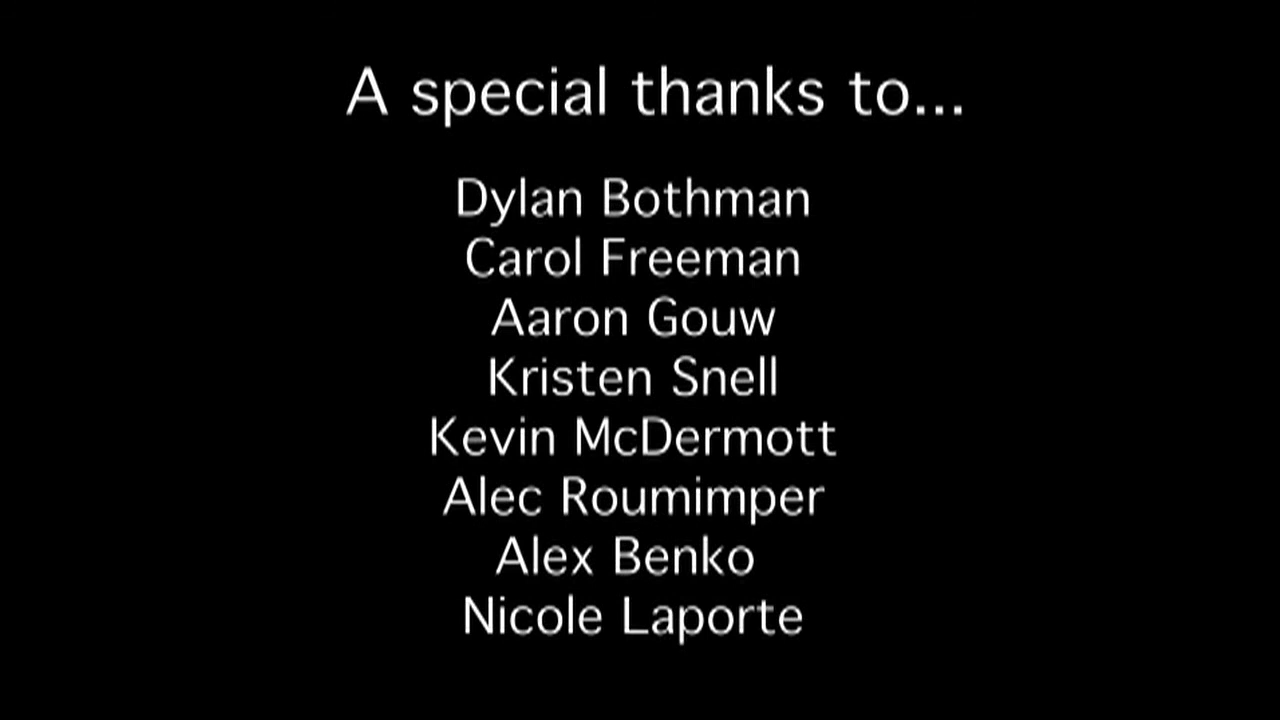 A special thanks to...
Dylan Bothman
Carol Freeman
Aaron Gouw
Kristen Snell
Kevin McDermott
Alec Roumimper
Alex Benko
Nicole Laporte